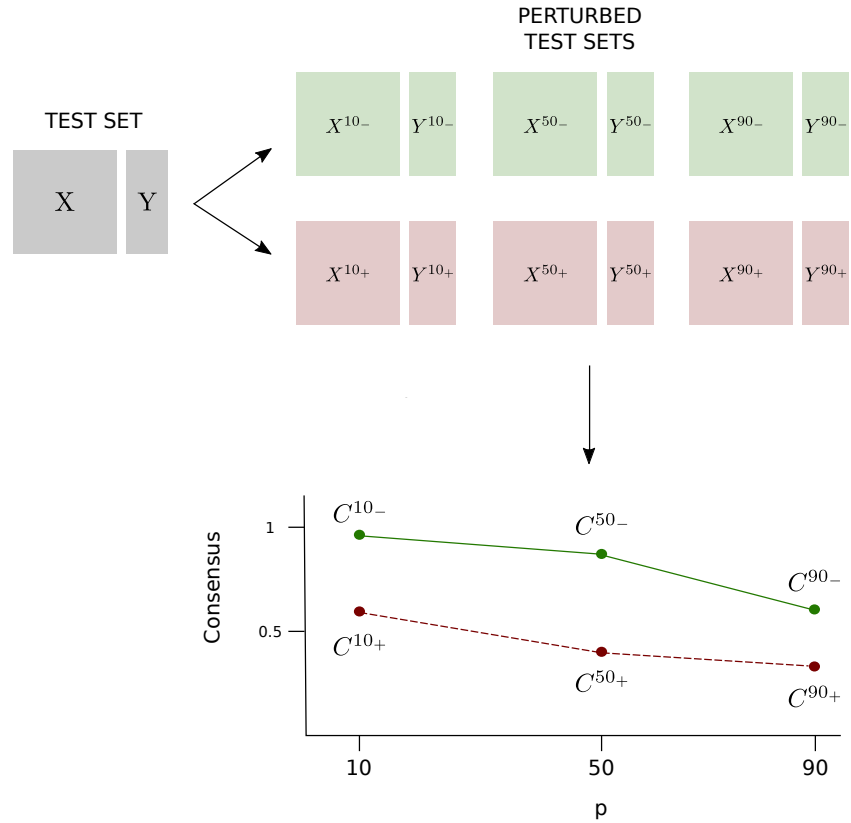 PERTURBED
TEST SETS
TEST SET
X Y
X^{10-} Y^{10-} X^{50-} Y^{50-} X^{90-} Y^{90-}
X^{10+} Y^{10+} X^{50+} Y^{50+} X^{90+} Y^{90+}
Consensus
1
0.5
C^{10-}
C^{50-}
C^{90-}
C^{10+}
C^{50+}
C^{90+}
10 50 90
p